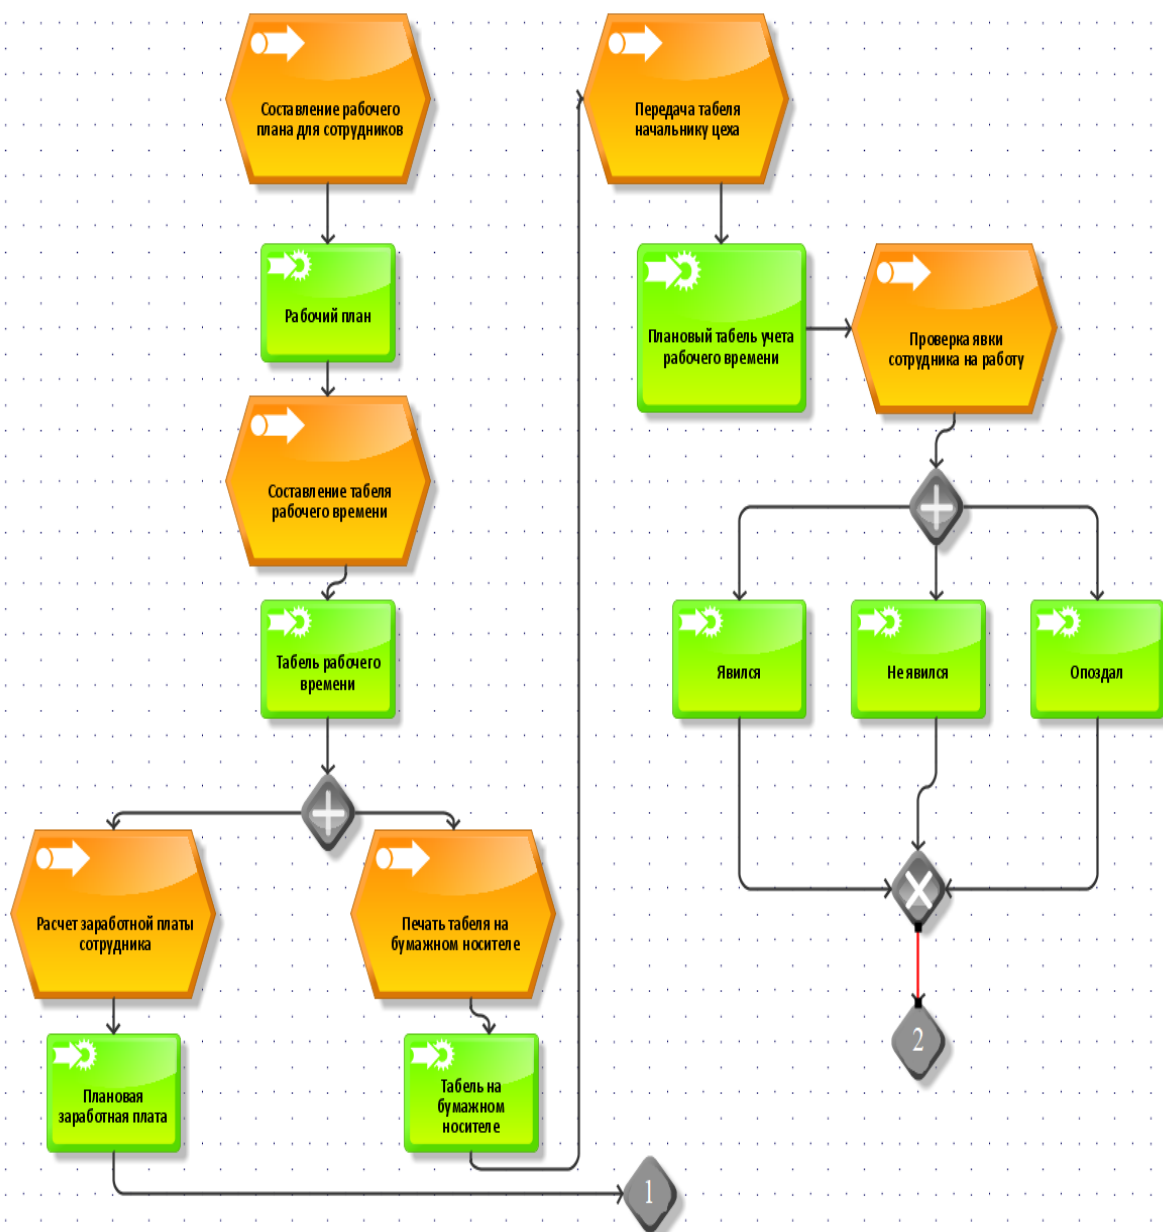 Составление рабочего
плана для сотрудников
Рабочий план
Составление табеля
рабочего времени
Табель рабочего
времени
Расчет заработной платы
сотрудника
Печать табеля на
бумажном носителе
Плановая
заработная плата
Табель на
бумажном
носителе
1
Передача табеля
начальнику цеха
Плановый табель учета
рабочего времени
Проверка явки
сотрудника на работу
Явился
Не явился
Опоздал
2